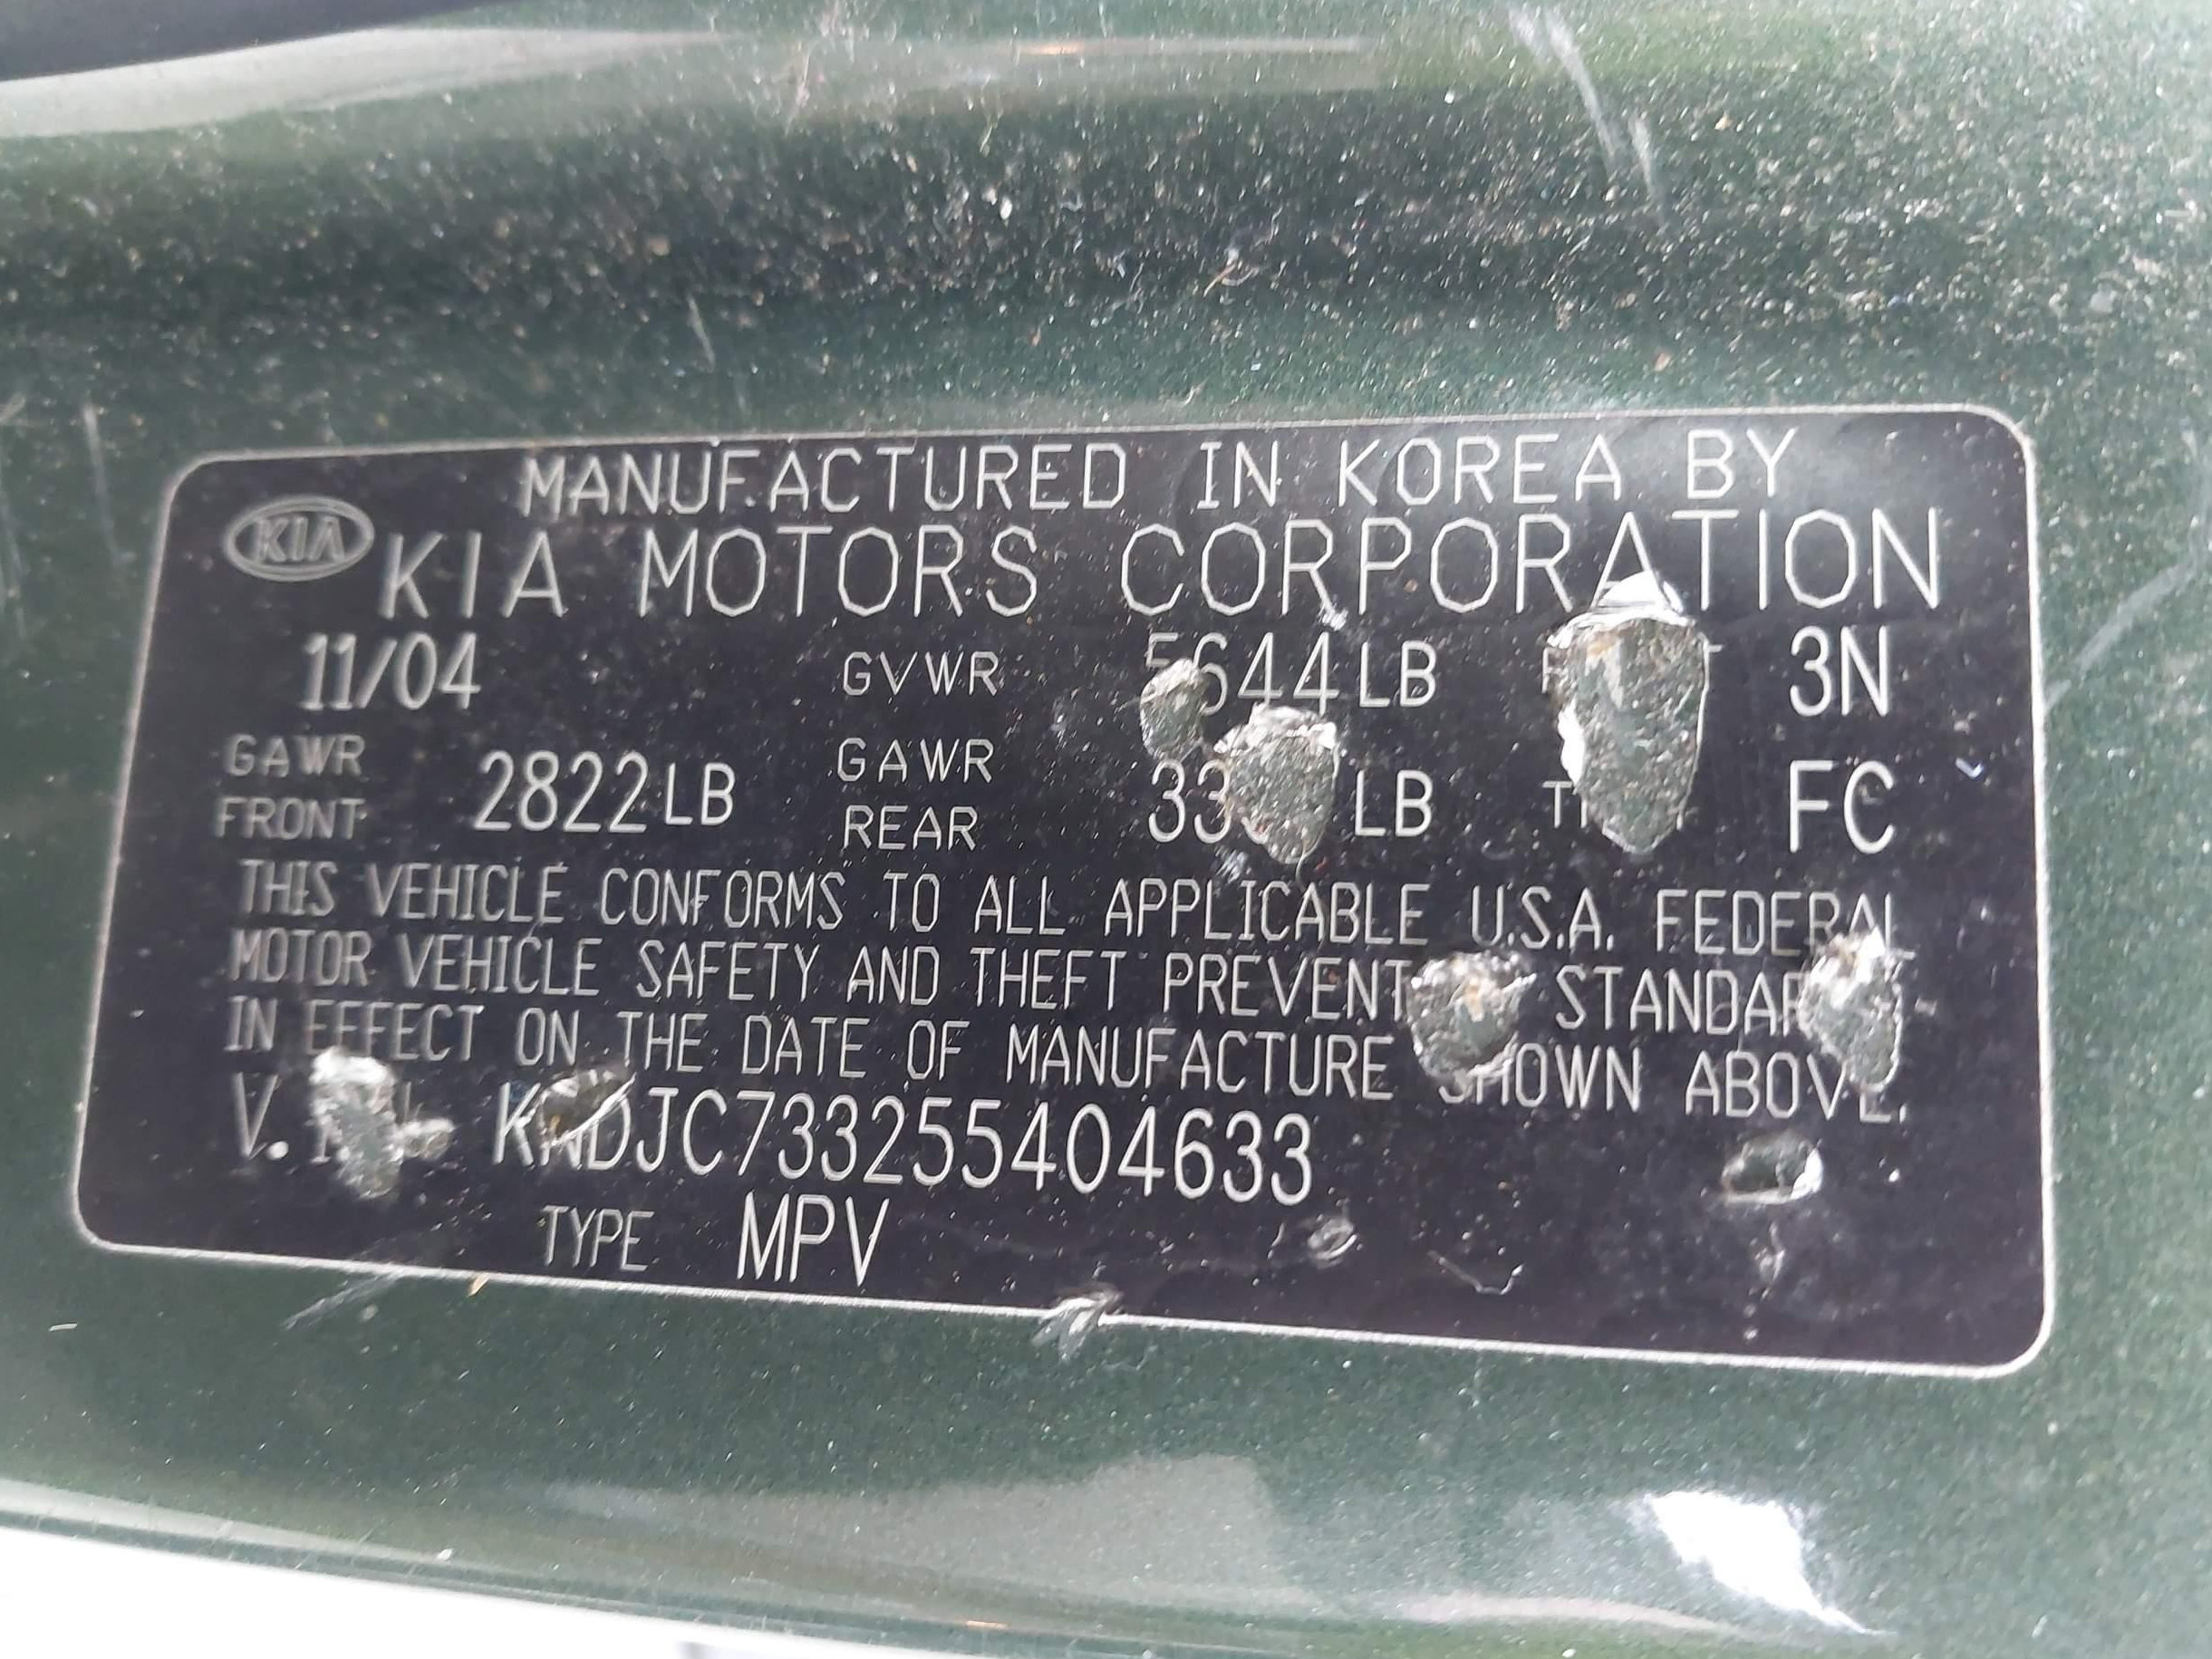 MANUFACTURED IN KOREA BY
KIA KIA MOTORS CORPORATION
11/04 GVWR 5644LB 3N
GAWR FRONT 2822LB GAWR REAR LB FC
THIS VEHICLE CONFORMS TO ALL APPLICABLE U.S.A. FEDERAL
MOTOR VEHICLE SAFETY AND THEFT
IN EFFECT ON THE DATE OF MANUFACTURE SHOWN ABOVE.
KNDJC733255404633
TYPE MPV